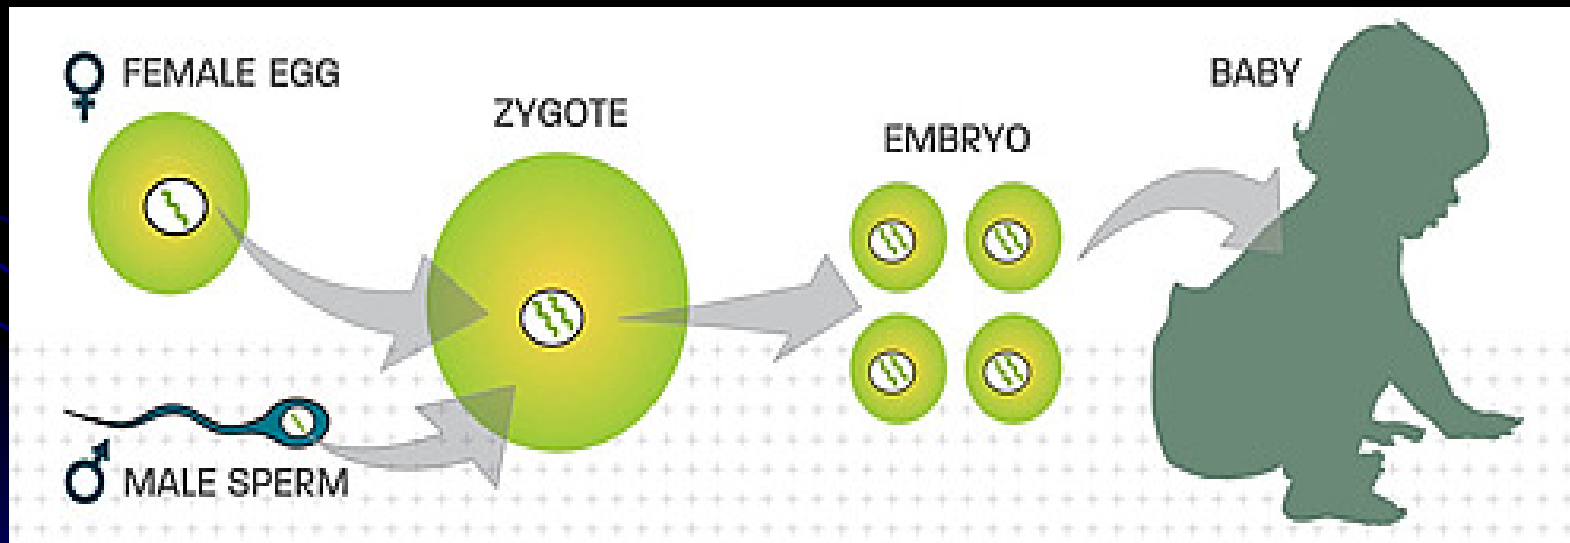 FEMALE EGG
ZYGOTE
EMBRYO
BABY
MALE SPERM